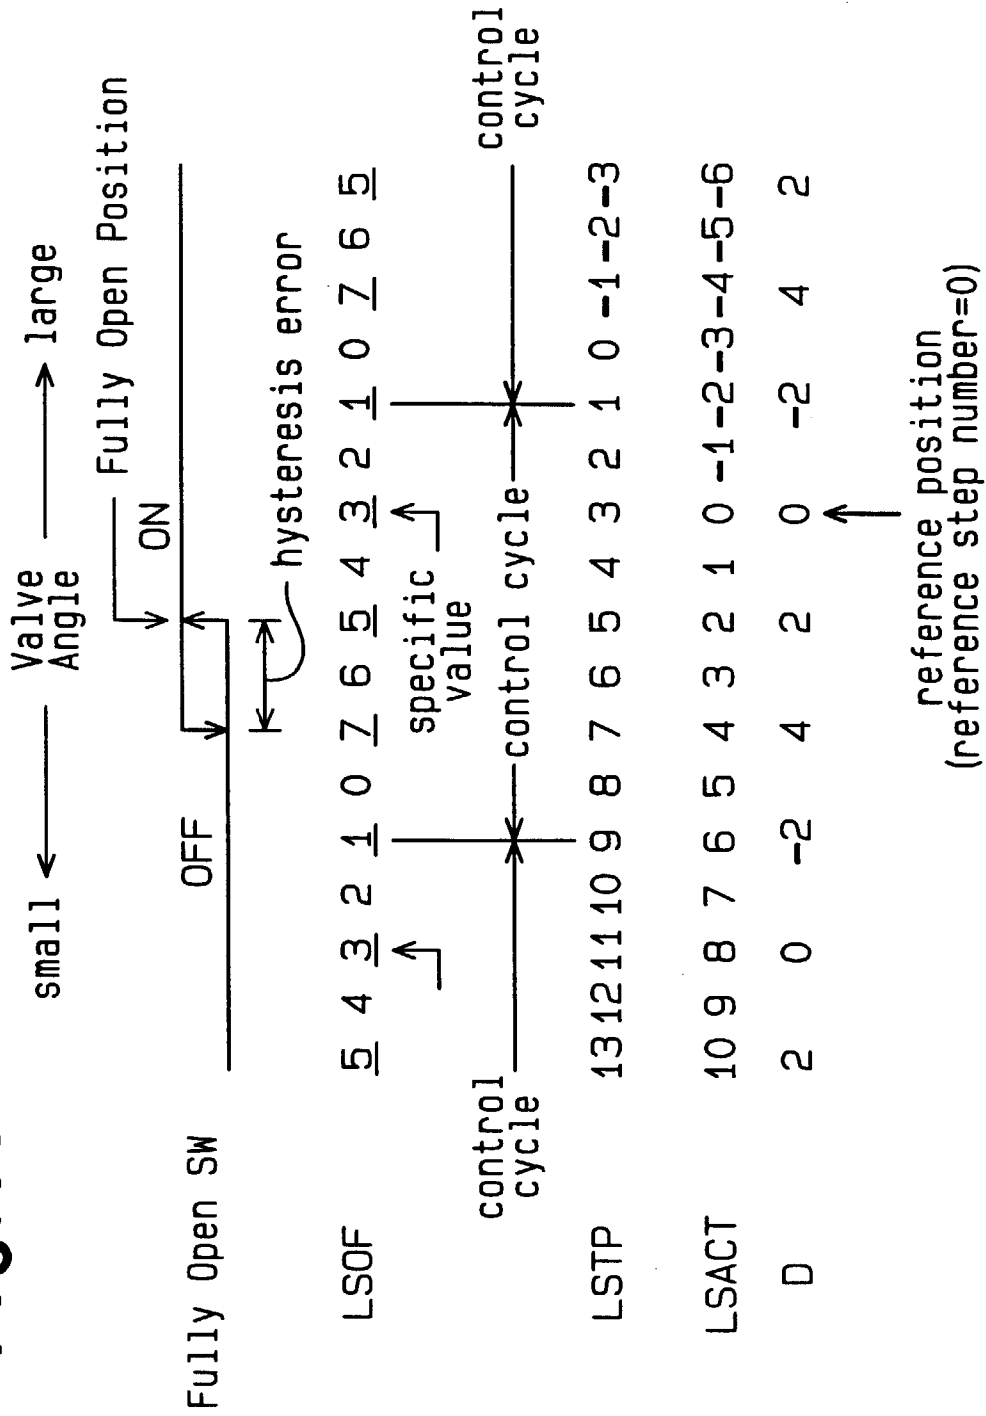 small ← Valve Angle → large
Fully Open Position
Fully Open SW
OFF
ON
hysteresis error
LSOF 5 4 3 2 1 0 7 6 5 4 3 2 1 0 7 6 5
specific
value
control
cycle
control cycle
control
cycle
LSTP 13 12 11 10 9 8 7 6 5 4 3 2 1 0 -1 -2 -3
LSACT 10 9 8 7 6 5 4 3 2 1 0 -1 -2 -3 -4 -5 -6
D 2 0 -2 4 2 0 -2 4 2
reference position
(reference step number=0)